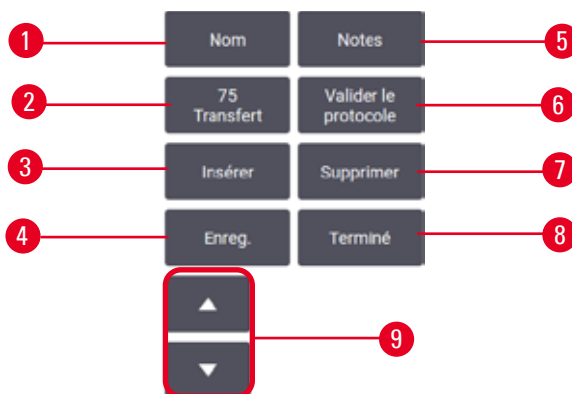 1
Nom
Notes
5
2
75
Transfert
Valider le
protocole
6
3
Insérer
Supprimer
7
4
Enreg.
Terminé
8
9